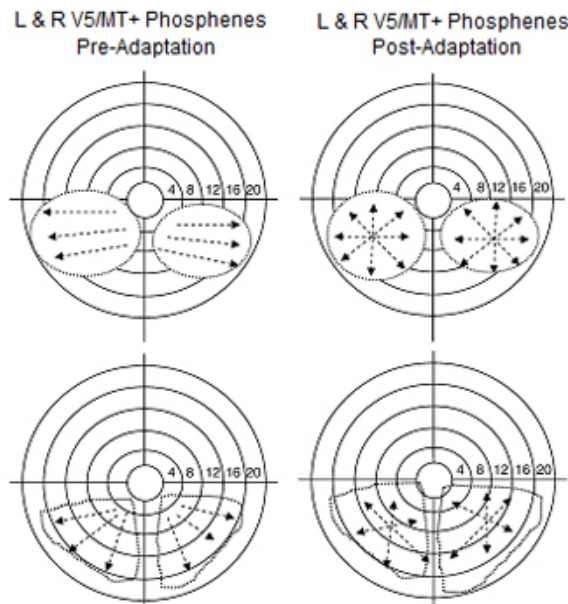 L & R V5/MT+ Phosphenes
Pre-Adaptation
L & R V5/MT+ Phosphenes
Post-Adaptation
4 8 12 16 20
4 8 12 16 20
4 8 12 16 20
4 8 12 16 20